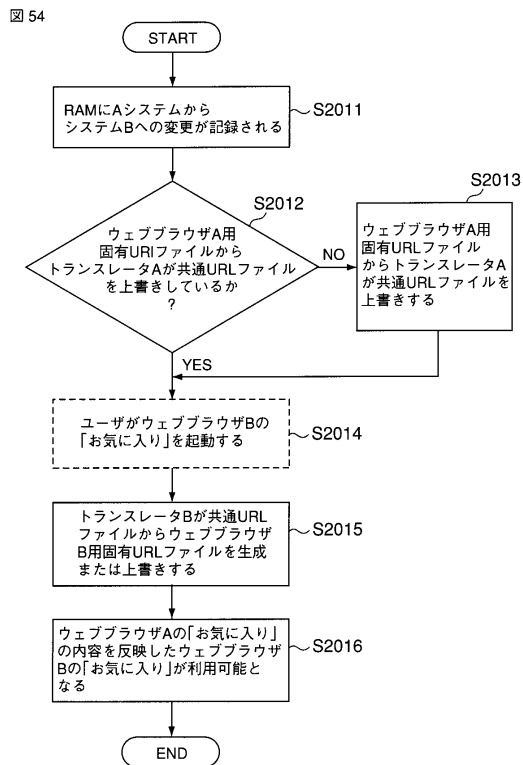 図 54
START
RAMにAシステムから
システムBへの変更が記録される
S2011
S2012
ウェブブラウザA用
固有URIファイルから
トランスレータAが共通URLファイル
を上書きしているか
?
NO
S2013
ウェブブラウザA用
固有URLファイル
からトランスレータA
が共通URLファイルを
上書きする
YES
ユーザがウェブブラウザBの
「お気に入り」を起動する
S2014
トランスレータBが共通URL
ファイルからウェブブラウザ
B用固有URLファイルを生成
または上書きする
S2015
ウェブブラウザAの「お気に入り」
の内容を反映したウェブブラウザ
Bの「お気に入り」が利用可能と
なる
S2016
END